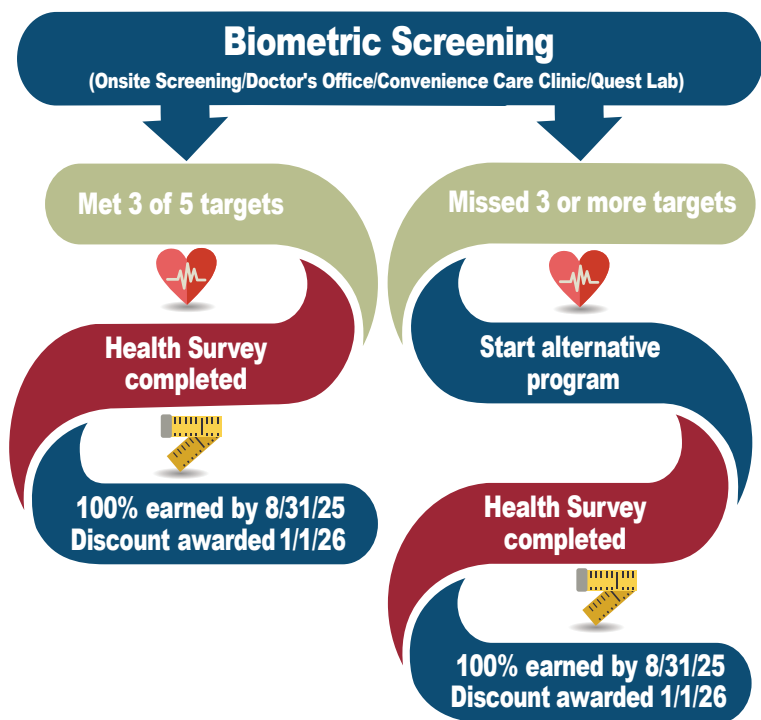 Biometric Screening
(Onsite Screening/Doctor's Office/Convenience Care Clinic/Quest Lab)
Met 3 of 5 targets
Health Survey
completed
100% earned by 8/31/25
Discount awarded 1/1/26
Missed 3 or more targets
Start alternative
program
Health Survey
completed
100% earned by 8/31/25
Discount awarded 1/1/26